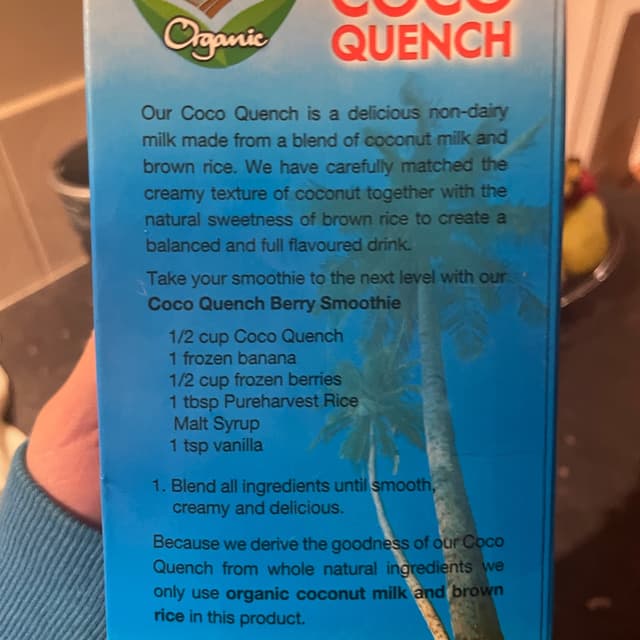 COCO
Organic
QUENCH
Our Coco Quench is a delicious non-dairy
milk made from a blend of coconut milk and
brown rice. We have carefully matched the
creamy texture of coconut together with the
natural sweetness of brown rice to create a
balanced and full flavoured drink.
Take your smoothie to the next level with our
Coco Quench Berry Smoothie
1/2 cup Coco Quench
1 frozen banana
1/2 cup frozen berries
1 tbsp Pureharvest Rice
Malt Syrup
1 tsp vanilla
1. Blend all ingredients until smooth,
creamy and delicious.
Because we derive the goodness of our Coco
Quench from whole natural ingredients we
only use organic coconut milk and brown
rice in this product.